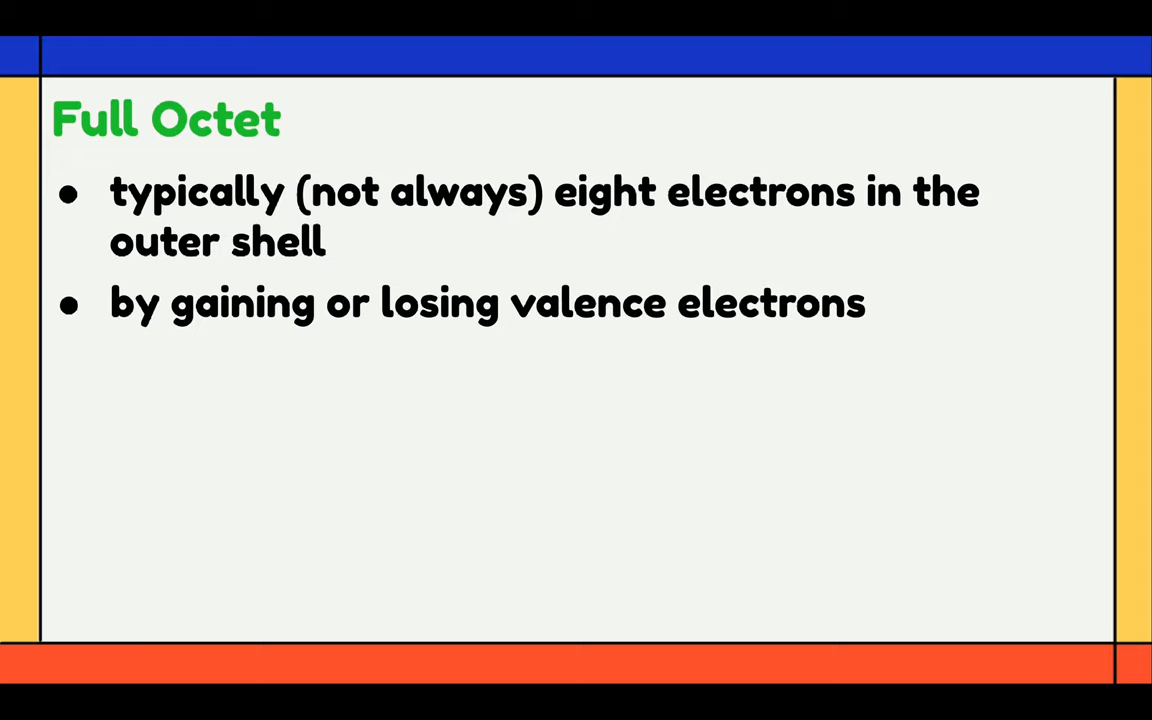 Full Octet
● typically (not always) eight electrons in the
outer shell
● by gaining or losing valence electrons